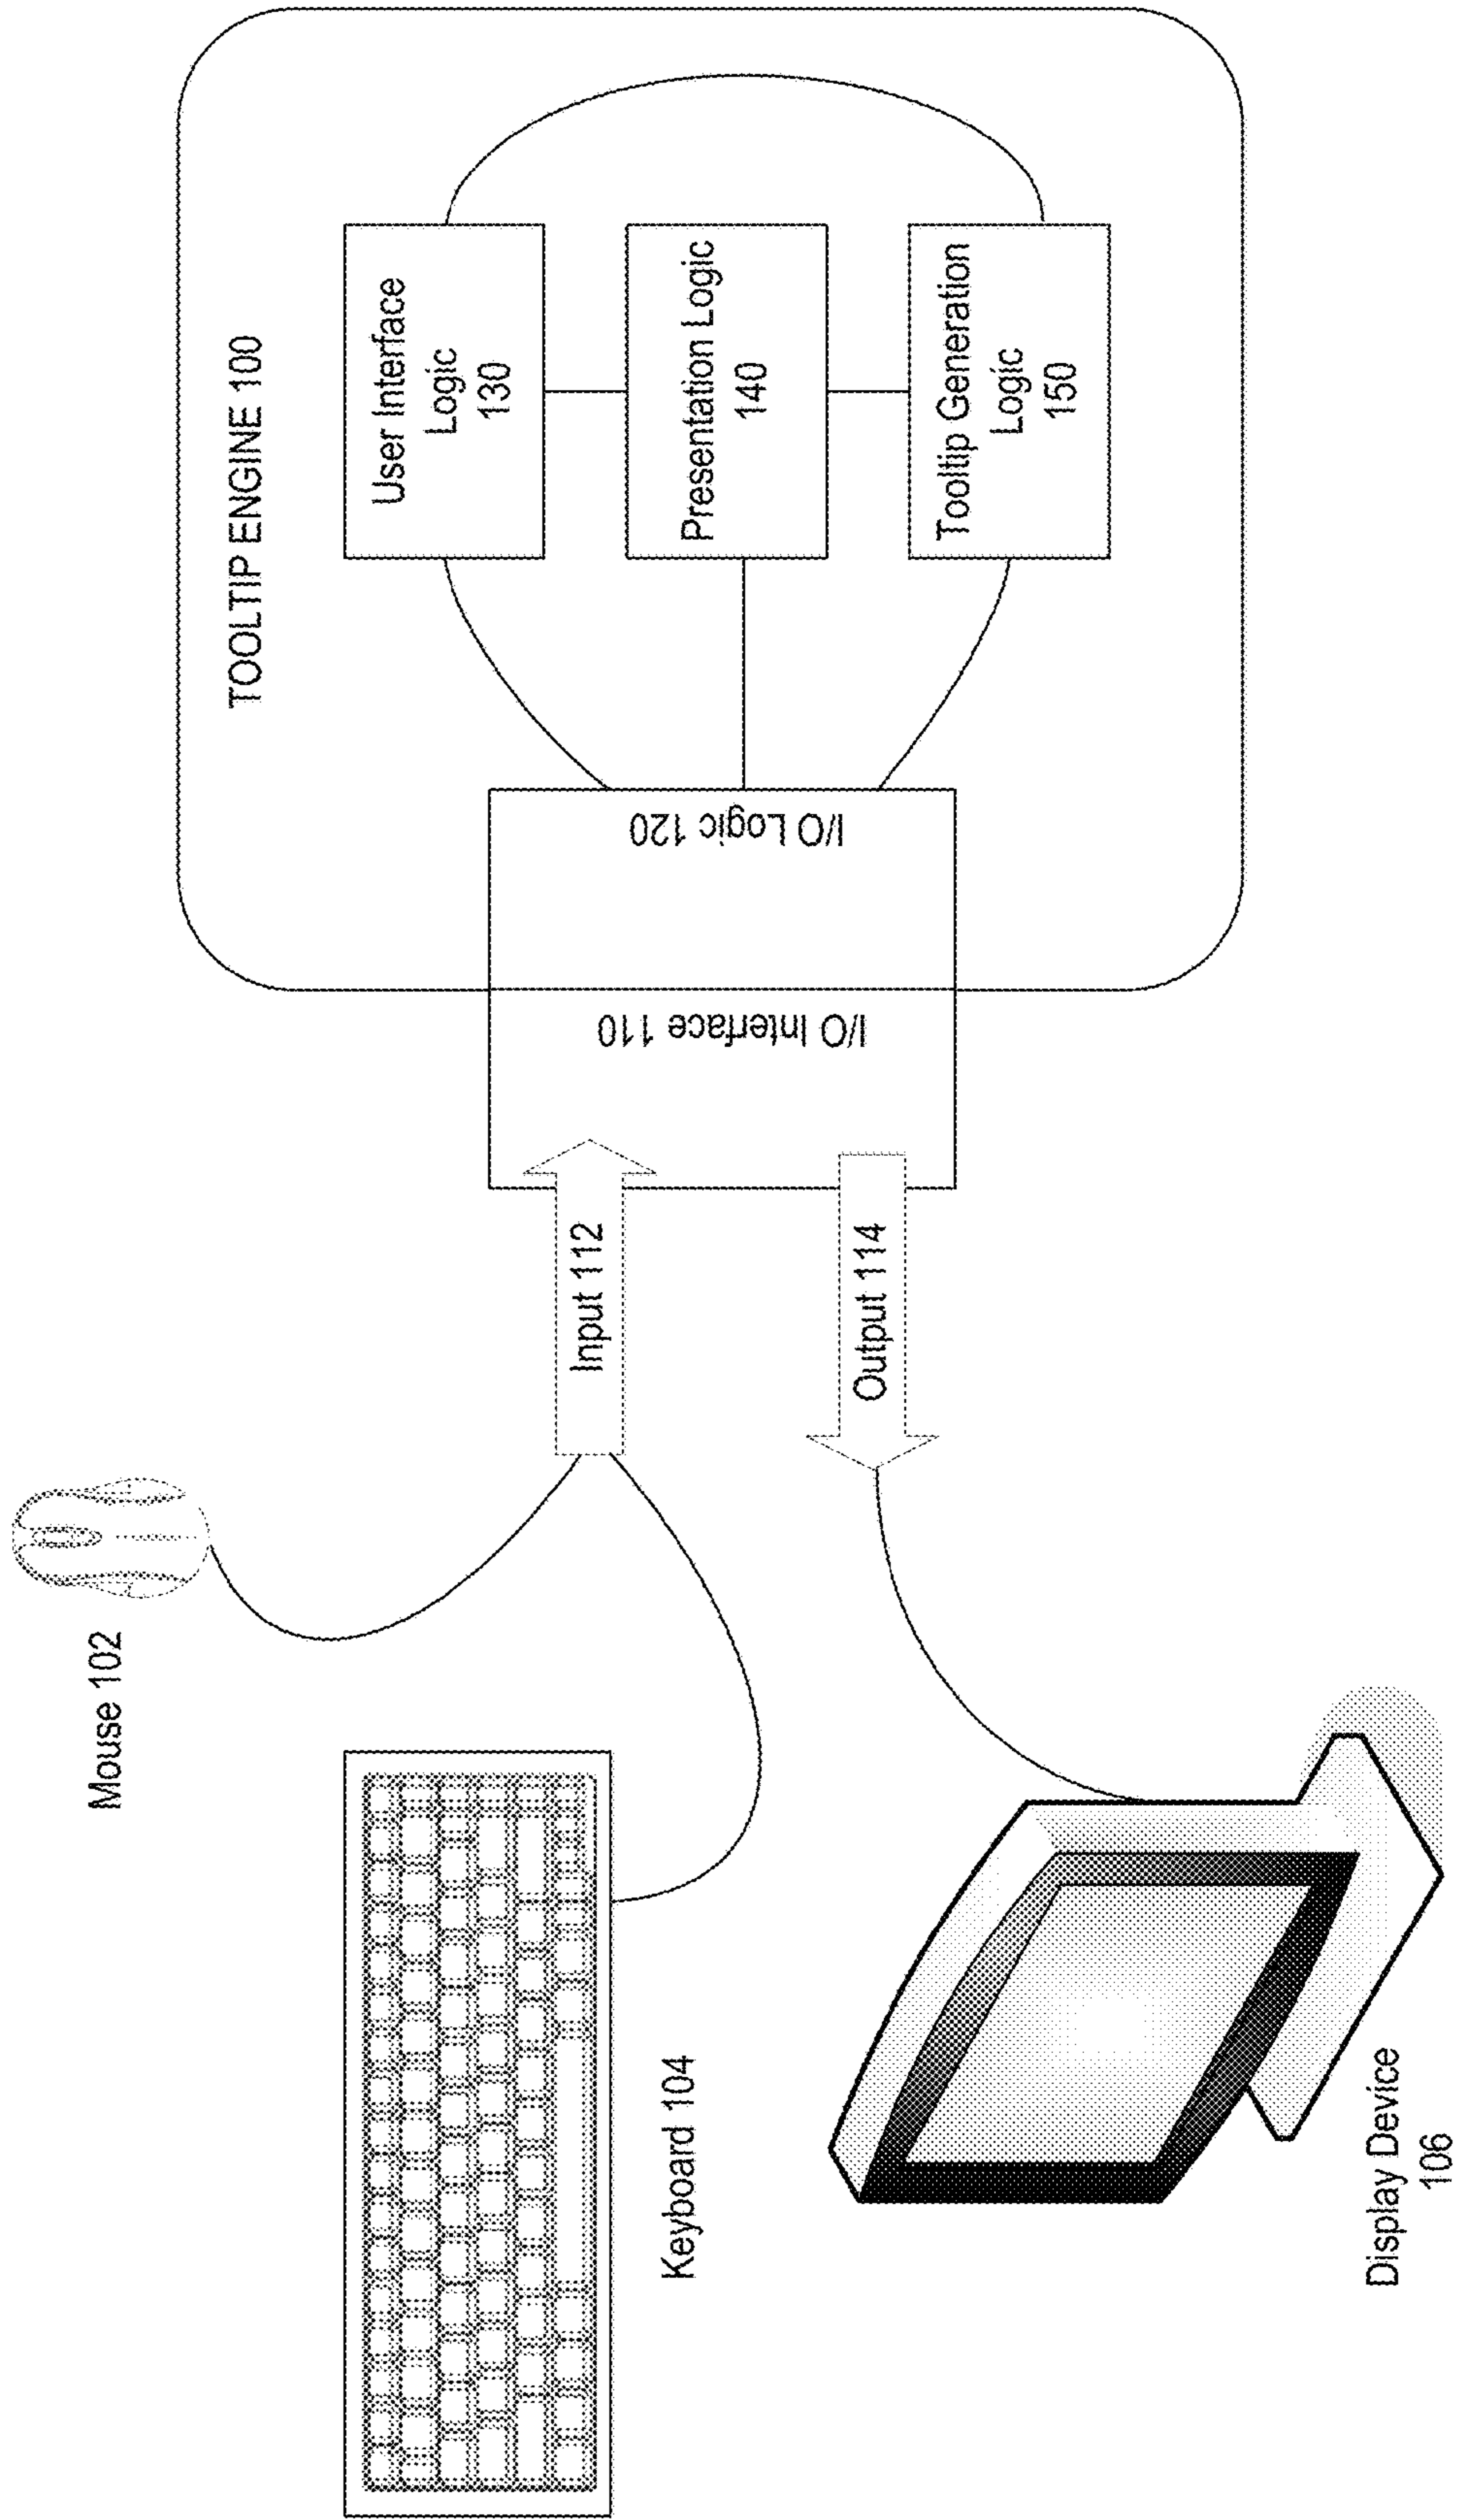 Mouse 102
Keyboard 104
Display Device
106
Input 112
Output 114
I/O Interface 110
I/O Logic 120
TOOLTIP ENGINE 100
User Interface
Logic
130
Presentation Logic
140
Tooltip Generation
Logic
150